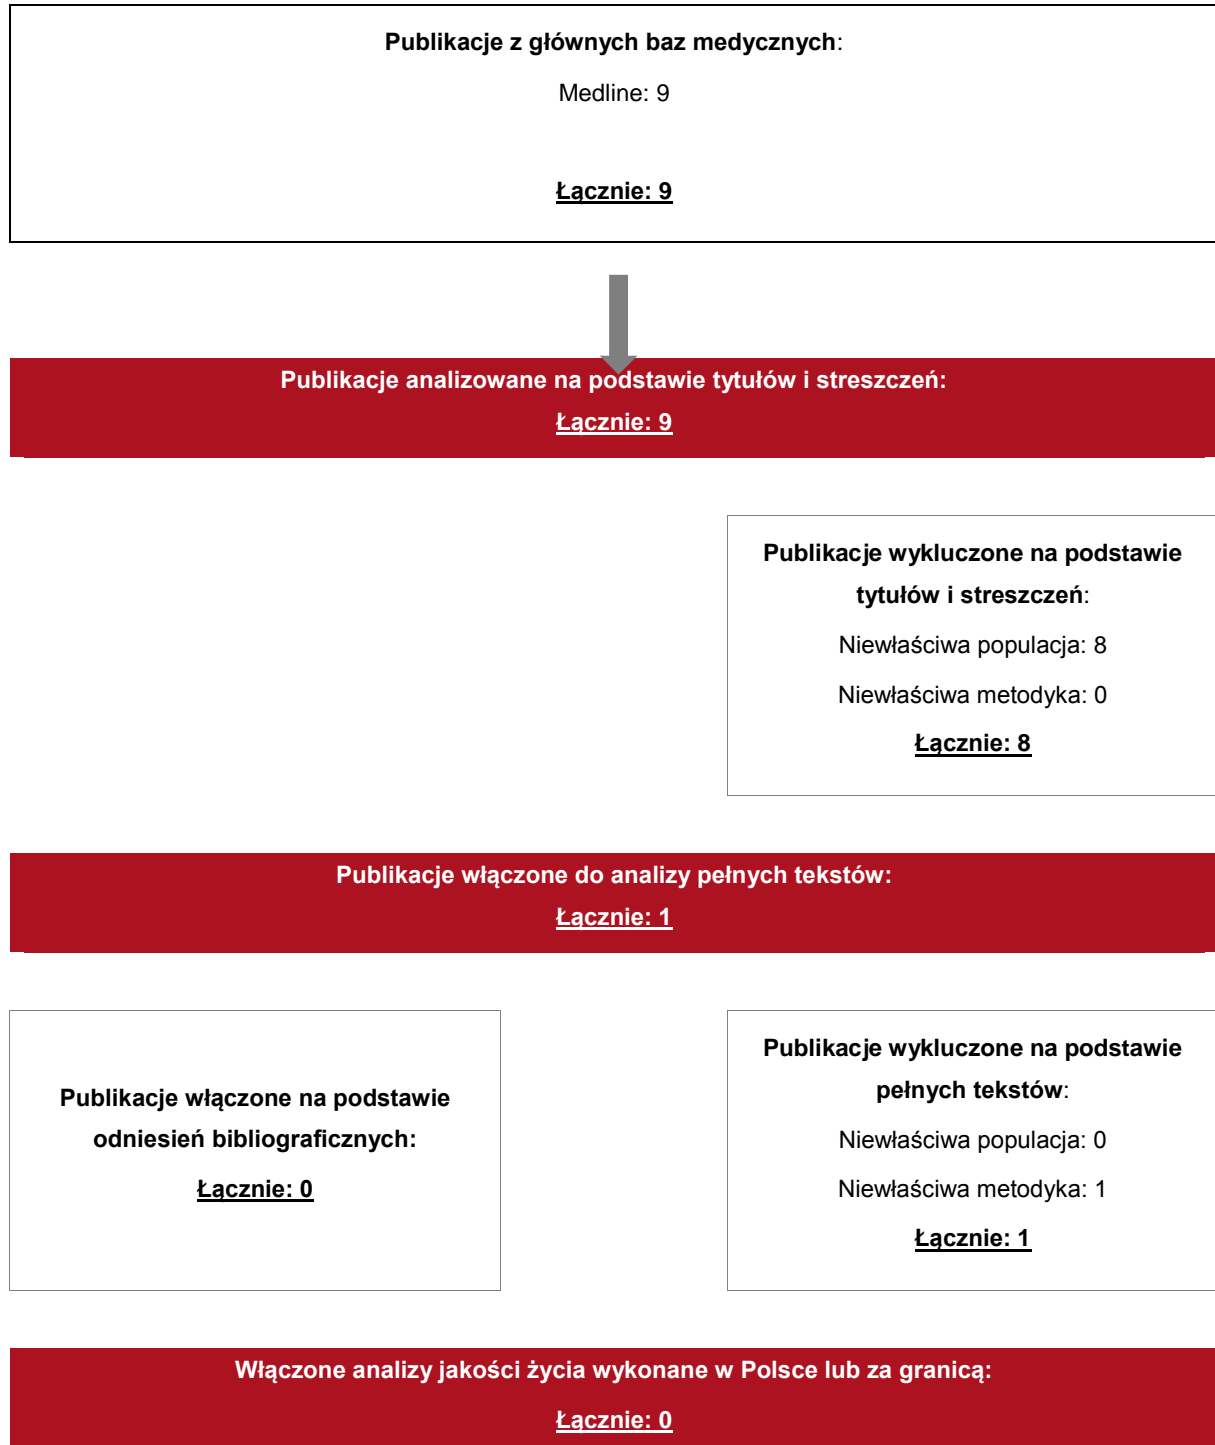 Publikacje z głównych baz medycznych:
Medline: 9
Łącznie: 9
Publikacje analizowane na podstawie tytułów i streszczeń:
Łącznie: 9
Publikacje wykluczone na podstawie
tytułów i streszczeń:
Niewłaściwa populacja: 8
Niewłaściwa metodyka: 0
Łącznie: 8
Publikacje włączone do analizy pełnych tekstów:
Łącznie: 1
Publikacje włączone na podstawie
odniesień bibliograficznych:
Łącznie: 0
Publikacje wykluczone na podstawie
pełnych tekstów:
Niewłaściwa populacja: 0
Niewłaściwa metodyka: 1
Łącznie: 1
Włączone analizy jakości życia wykonane w Polsce lub za granicą:
Łącznie: 0